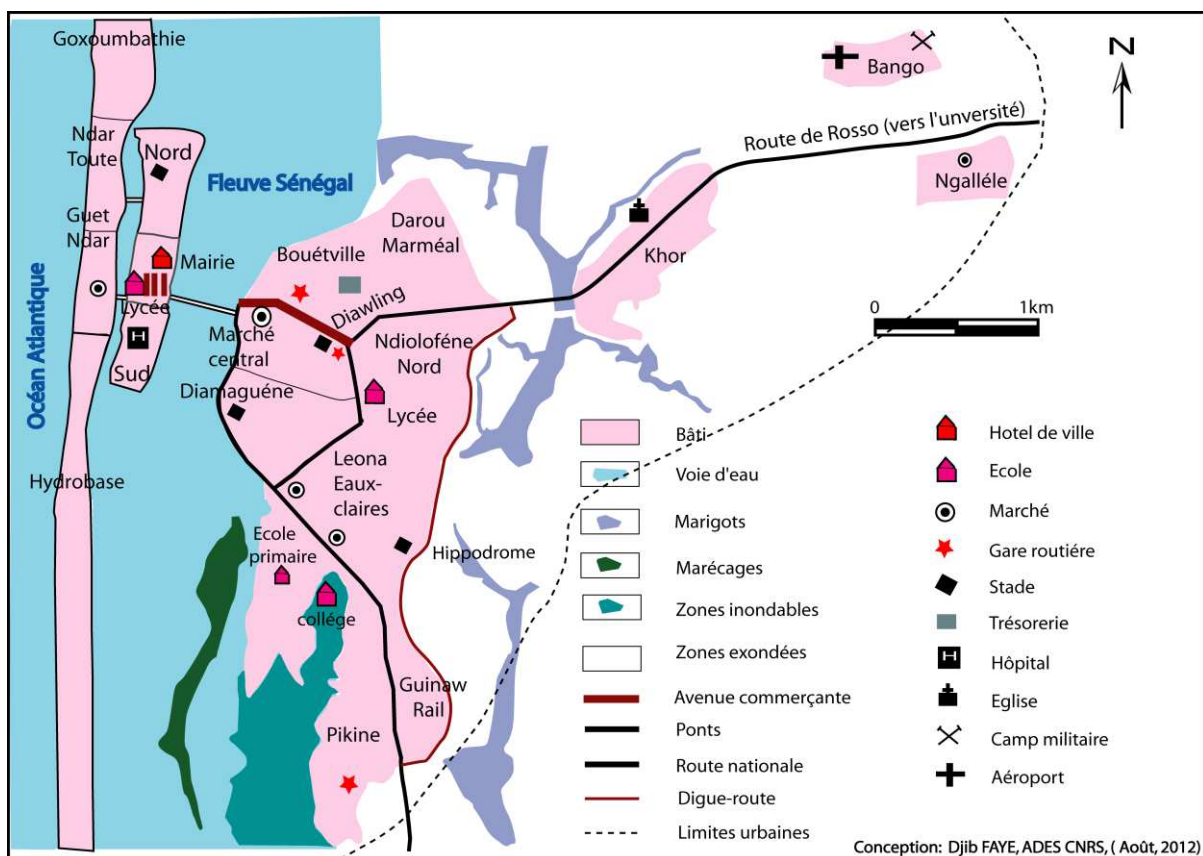 Goxoumbathie
Ndar
Toute
Nord
Fleuve Sénégal
Guet
Ndar
Mairie
Lycée
Sud
Océan Atlantique
Hydrobase
Bouétville
Darou
Marméal
Diawling
Marché
central
Ndioloféne
Nord
Diamaguéne
Lycée
Leona
Eaux-
claires
Ecole
primaire
collége
Hippodrome
Guinaw
Rail
Pikine
Khor
Route de Rosso (vers l'unversité)
Bango
Ngalléle
N
0 1km
Bâti
Voie d'eau
Marigots
Marécages
Zones inondables
Zones exondées
Avenue commerçante
Ponts
Route nationale
Digue-route
Limites urbaines
Hotel de ville
Ecole
Marché
Gare routiére
Stade
Trésorerie
H
H
Hôpital
Eglise
Camp militaire
Aéroport
Conception: Djib FAYE, ADES CNRS, ( Août, 2012)